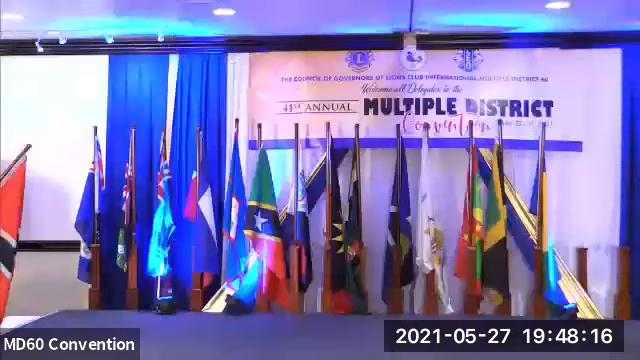 THE COUNCIL OF GOVERNORS OF LIONS CLUB INTERNATIONAL MULTIPLE DISTRICT 60
Welcomes all Delegates to the
41ST ANNUAL MULTIPLE DISTRICT
Convention
MD60 Convention
2021-05-27 19:48:16